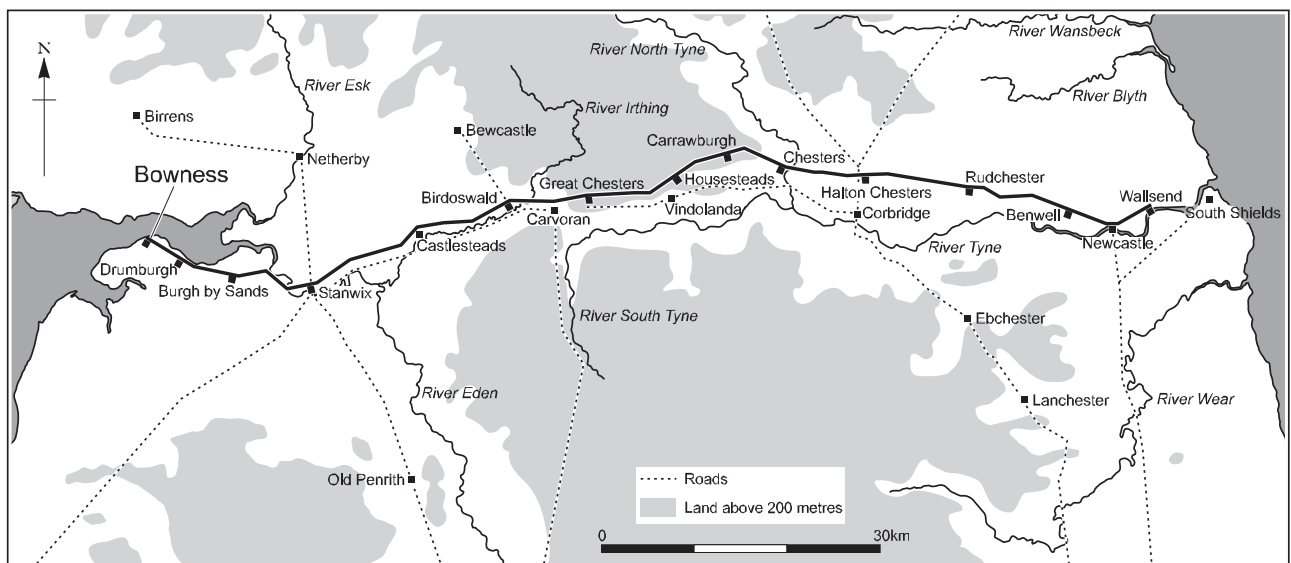 N
River North Tyne
River Wansbeck
River Esk
River Blyth
River Irthing
Birrens
Bewcastle
Carrawburgh
Netherby
Chesters
Bowness
Great Chesters
Housesteads
Rudchester
Birdoswald
Halton Chesters
Wallsend
Carvoran
Vindolanda
Corbridge
Benwell
South Shields
Castlesteads
River Tyne
Newcastle
Drumburgh
Burgh by Sands
Stanwix
River South Tyne
Ebchester
River Eden
Lanchester
River Wear
Old Penrith
Roads
Land above 200 metres
0
30km